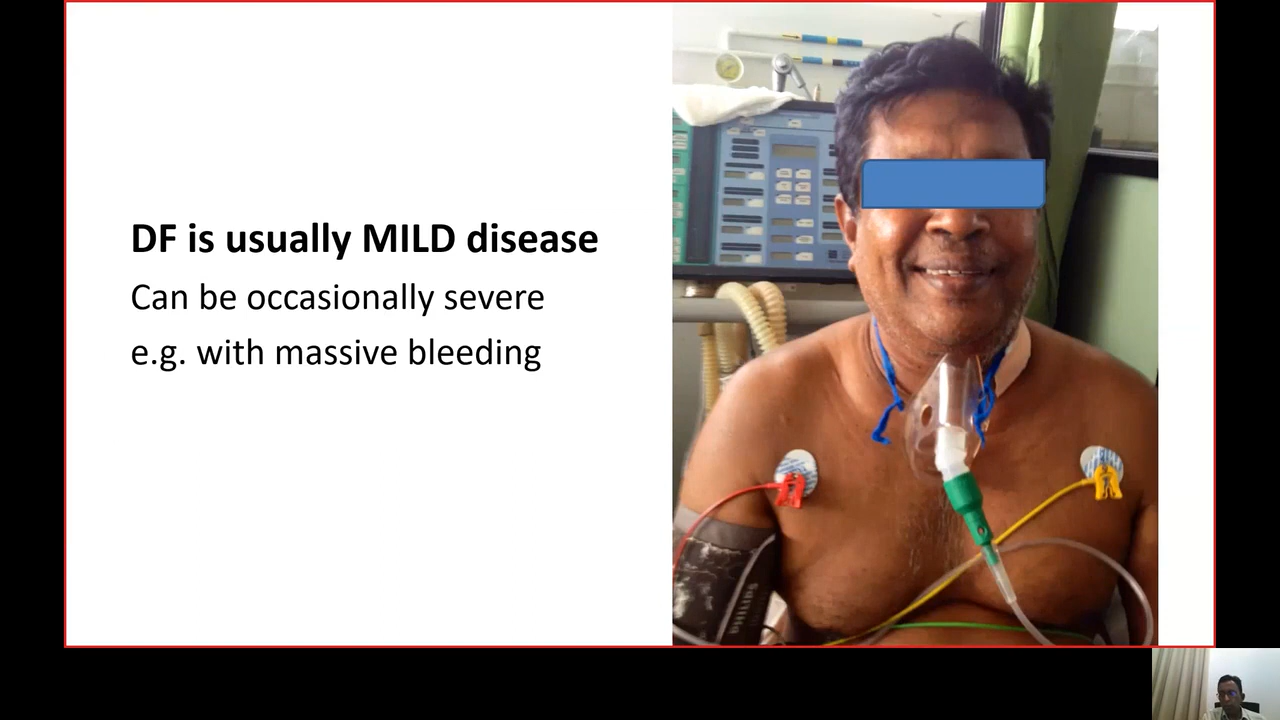 DF is usually MILD disease
Can be occasionally severe
e.g. with massive bleeding